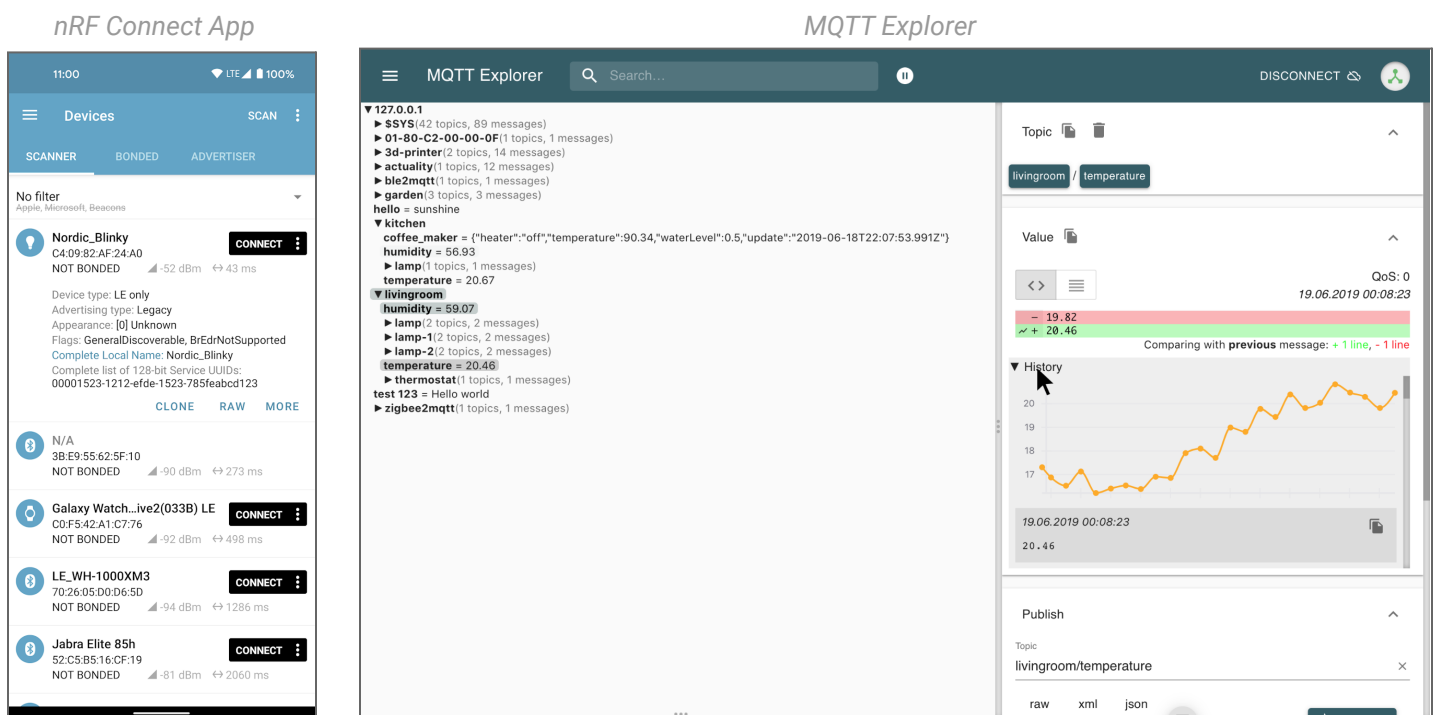 nRF Connect App
MQTT Explorer
11:00
LTE
100%
Devices
SCAN
SCANNER
BONDED
ADVERTISER
No filter
Apple, Microsoft, Beacons
Nordic_Blinky
CONNECT
C4:09:82:AF:24:A0
NOT BONDED -52 dBm 43 ms
Device type: LE only
Advertising type: Legacy
Appearance: [0] Unknown
Flags: GeneralDiscoverable, BrEdrNotSupported
Complete Local Name: Nordic_Blinky
Complete list of 128-bit Service UUIDs:
00001523-1212-efde-1523-785feabcd123
CLONE RAW MORE
N/A
3B:E9:55:62:5F:10
NOT BONDED -90 dBm 273 ms
Galaxy Watch...ive2(033B) LE
CONNECT
C0:F5:42:A1:C7:76
NOT BONDED -92 dBm 498 ms
LE_WH-1000XM3
CONNECT
70:26:05:D0:D6:5D
NOT BONDED -94 dBm 1286 ms
Jabra Elite 85h
CONNECT
52:C5:B5:16:CF:19
NOT BONDED -81 dBm 2060 ms
MQTT Explorer
Search...
DISCONNECT
127.0.0.1
$SYS(42 topics, 89 messages)
01-80-C2-00-00-0F(1 topics, 1 messages)
3d-printer(2 topics, 14 messages)
actuality(1 topics, 12 messages)
ble2mqtt(1 topics, 1 messages)
garden(3 topics, 3 messages)
hello = sunshine
kitchen
coffee_maker = {"heater":"off","temperature":90.34,"waterLevel":0.5,"update":"2019-06-18T22:07:53.991Z"}
humidity = 56.93
lamp(1 topics, 1 messages)
temperature = 20.67
livingroom
humidity = 59.07
lamp(2 topics, 2 messages)
lamp-1(2 topics, 2 messages)
lamp-2(2 topics, 2 messages)
temperature = 20.46
thermostat(1 topics, 1 messages)
test 123 = Hello world
zigbee2mqtt(1 topics, 1 messages)
Topic
livingroom / temperature
Value
QoS: 0
19.06.2019 00:08:23
- 19.82
+ 20.46
Comparing with previous message: + 1 line, - 1 line
History
20
19
18
17
19.06.2019 00:08:23
20.46
Publish
Topic
livingroom/temperature
raw xml json